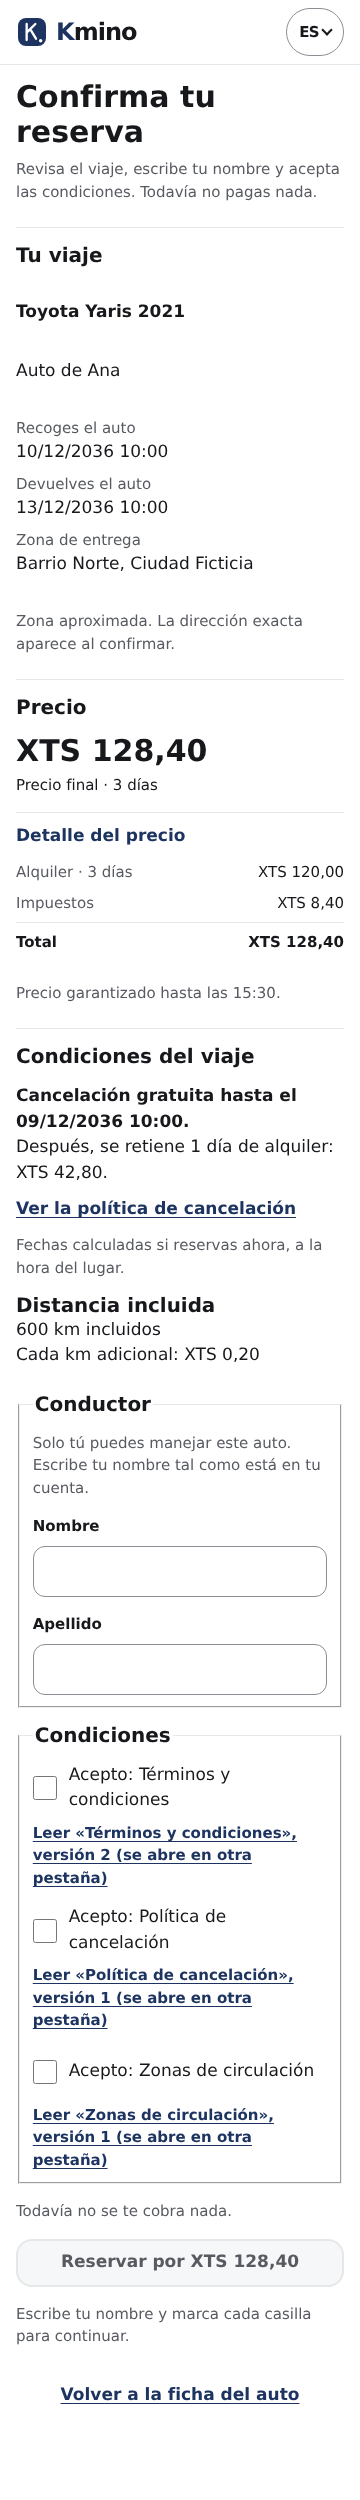 Kmino
ES
Confirma tu
reserva
Revisa el viaje, escribe tu nombre y acepta
las condiciones. Todavía no pagas nada.
Tu viaje
Toyota Yaris 2021
Auto de Ana
Recoges el auto
10/12/2036 10:00
Devuelves el auto
13/12/2036 10:00
Zona de entrega
Barrio Norte, Ciudad Ficticia
Zona aproximada. La dirección exacta
aparece al confirmar.
Precio
XTS 128,40
Precio final · 3 días
Detalle del precio
Alquiler · 3 días XTS 120,00
Impuestos XTS 8,40
Total XTS 128,40
Precio garantizado hasta las 15:30.
Condiciones del viaje
Cancelación gratuita hasta el
09/12/2036 10:00.
Después, se retiene 1 día de alquiler:
XTS 42,80.
Ver la política de cancelación
Fechas calculadas si reservas ahora, a la
hora del lugar.
Distancia incluida
600 km incluidos
Cada km adicional: XTS 0,20
Conductor
Solo tú puedes manejar este auto.
Escribe tu nombre tal como está en tu
cuenta.
Nombre
Apellido
Condiciones
Acepto: Términos y
condiciones
Leer «Términos y condiciones»,
versión 2 (se abre en otra
pestaña)
Acepto: Política de
cancelación
Leer «Política de cancelación»,
versión 1 (se abre en otra
pestaña)
Acepto: Zonas de circulación
Leer «Zonas de circulación»,
versión 1 (se abre en otra
pestaña)
Todavía no se te cobra nada.
Reservar por XTS 128,40
Escribe tu nombre y marca cada casilla
para continuar.
Volver a la ficha del auto